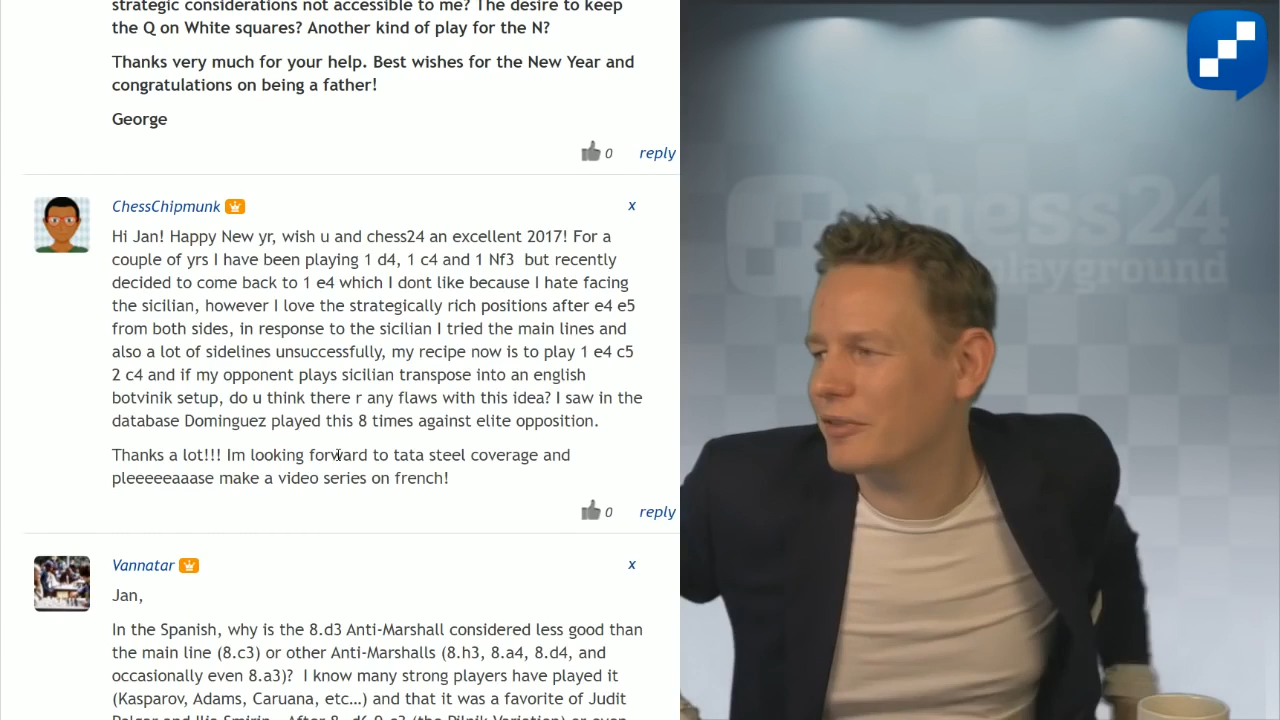 strategic considerations not accessible to me? The desire to keep
the Q on White squares? Another kind of play for the N?
Thanks very much for your help. Best wishes for the New Year and
congratulations on being a father!
George
0 reply
ChessChipmunk x
Hi Jan! Happy New yr, wish u and chess24 an excellent 2017! For a
couple of yrs I have been playing 1 d4, 1 c4 and 1 Nf3 but recently
decided to come back to 1 e4 which I dont like because I hate facing
the sicilian, however I love the strategically rich positions after e4 e5
from both sides, in response to the sicilian I tried the main lines and
also a lot of sidelines unsuccessfully, my recipe now is to play 1 e4 c5
2 c4 and if my opponent plays sicilian transpose into an english
botvinik setup, do u think there r any flaws with this idea? I saw in the
database Dominguez played this 8 times against elite opposition.
Thanks a lot!!! Im looking forward to tata steel coverage and
pleeeeeaaase make a video series on french!
0 reply
Vannatar x
Jan,
In the Spanish, why is the 8.d3 Anti-Marshall considered less good than
the main line (8.c3) or other Anti-Marshalls (8.h3, 8.a4, 8.d4, and
occasionally even 8.a3)? I know many strong players have played it
(Kasparov, Adams, Caruana, etc...) and that it was a favorite of Judit
chess24
playground